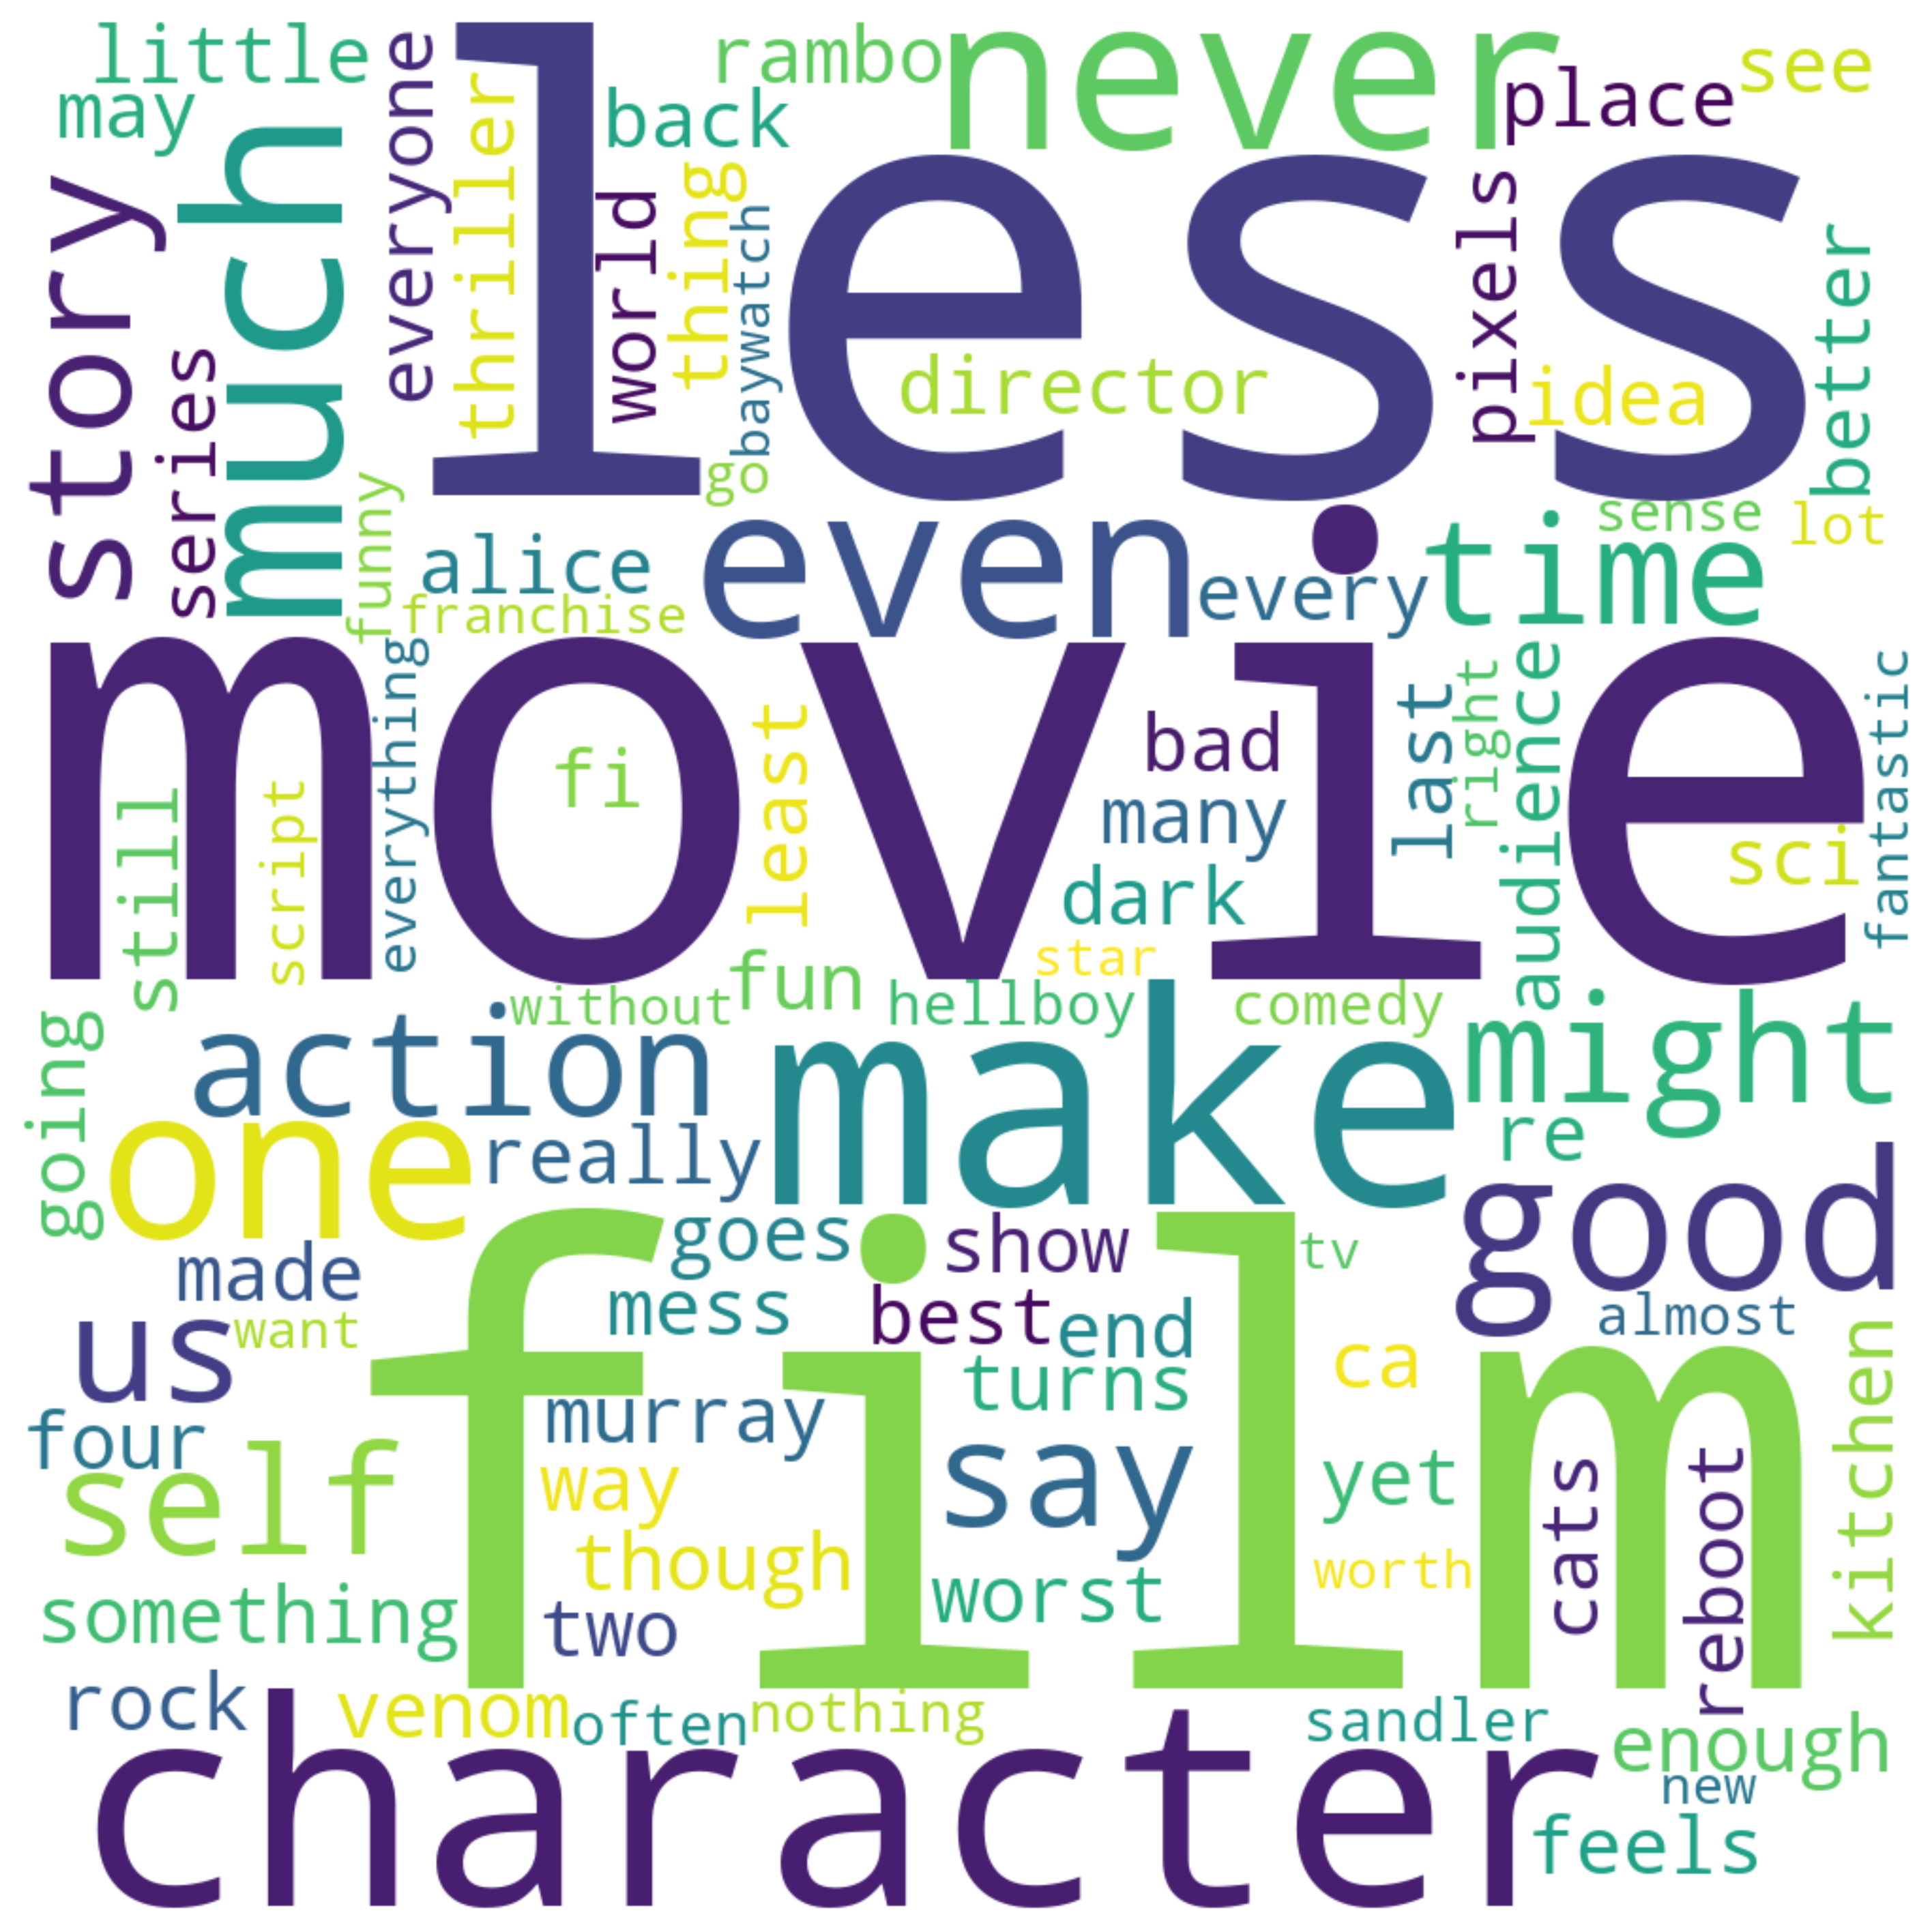 little
may
everyone
thriller
back
rambo
never
place
see
less
story
series
much
world
thing
baywatch
go
director
pixels
idea
better
funny
alice
franchise
even
every
time
sense
lot
movie
everything
fi
least
bad
many
dark
last
right
audience
sci
fantastic
still
script
star
going
without
fun
hellboy
comedy
action
make
might
re
one
really
good
goes
show
tv
made
mess
best
end
almost
us
want
film
turns
ca
kitchen
four
murray
self
way
say
yet
cats
reboot
though
worth
something
two
worst
rock
venom
often
nothing
sandler
enough
new
character
feels